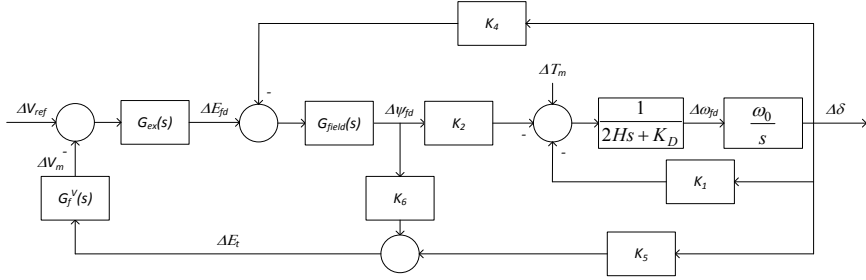 K4
ΔTm
ΔVref
Gex(s)
ΔEfd
-
Gfield(s)
Δψfd
K2
-
1
2Hs + KD
Δωfd
ω0
s
Δδ
-
ΔVm
-
K1
GfV(s)
K6
ΔEt
K5